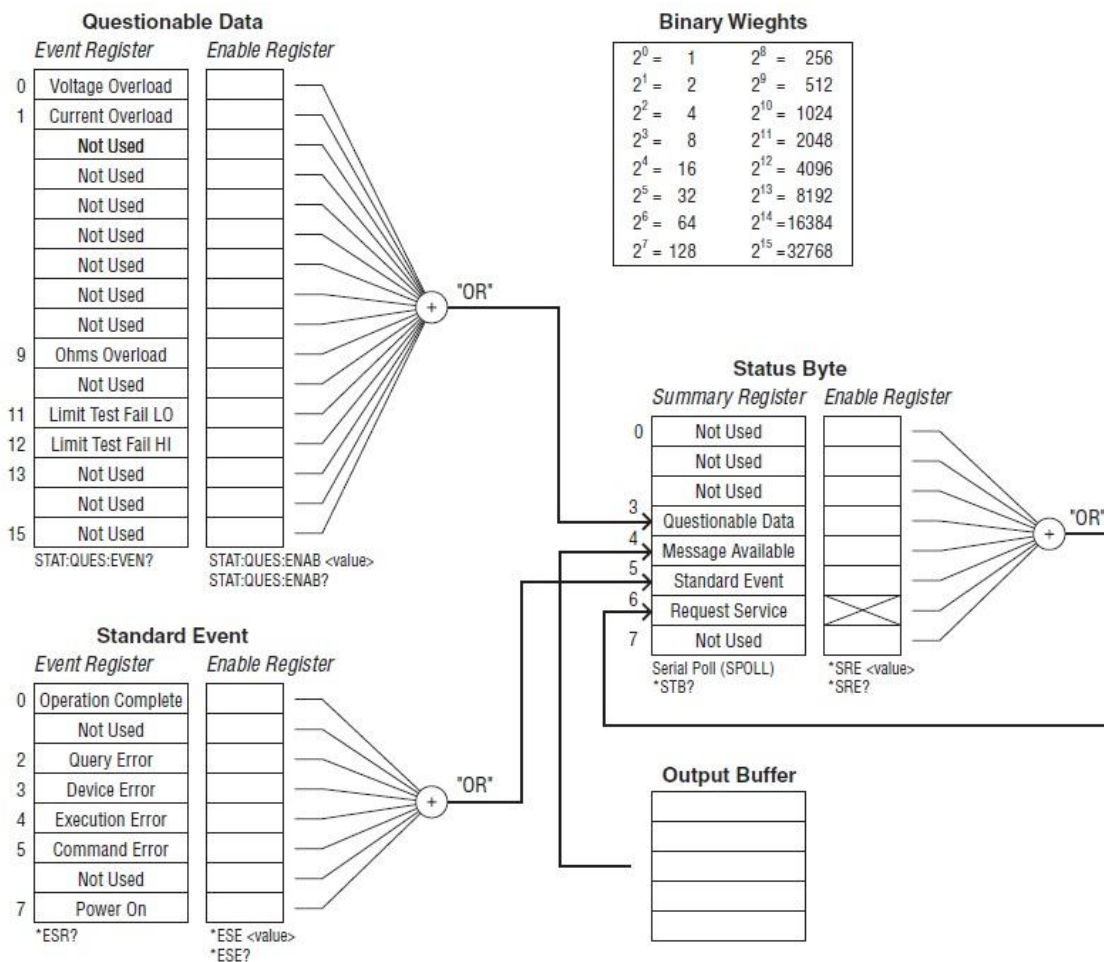 Questionable Data
Event Register Enable Register
0 Voltage Overload
1 Current Overload
Not Used
Not Used
Not Used
Not Used
Not Used
Not Used
Not Used
9 Ohms Overload
Not Used
11 Limit Test Fail LO
12 Limit Test Fail HI
13 Not Used
Not Used
15 Not Used
STAT:QUES:EVEN? STAT:QUES:ENAB <value>
STAT:QUES:ENAB?
+
"OR"
Binary Wieghts
2⁰ = 1 2⁸ = 256
2¹ = 2 2⁹ = 512
2² = 4 2¹⁰ = 1024
2³ = 8 2¹¹ = 2048
2⁴ = 16 2¹² = 4096
2⁵ = 32 2¹³ = 8192
2⁶ = 64 2¹⁴ =16384
2⁷ = 128 2¹⁵ =32768
Status Byte
Summary Register Enable Register
0 Not Used
Not Used
Not Used
3 Questionable Data
4 Message Available
5 Standard Event
6 Request Service
7 Not Used
Serial Poll (SPOLL) *SRE <value>
*STB? *SRE?
+
"OR"
Standard Event
Event Register Enable Register
0 Operation Complete
Not Used
2 Query Error
3 Device Error
4 Execution Error
5 Command Error
Not Used
7 Power On
*ESR? *ESE <value>
*ESE?
+
"OR"
Output Buffer